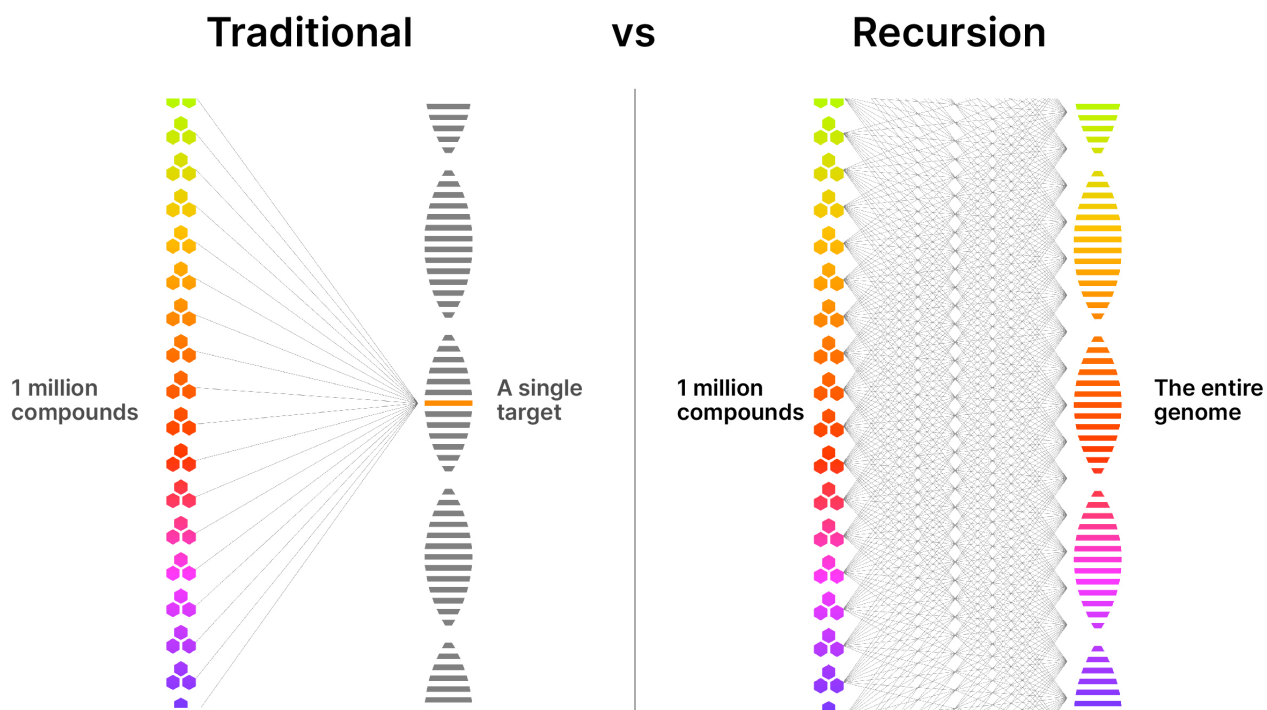 Traditional
vs
Recursion
1 million
compounds
A single
target
1 million
compounds
The entire
genome